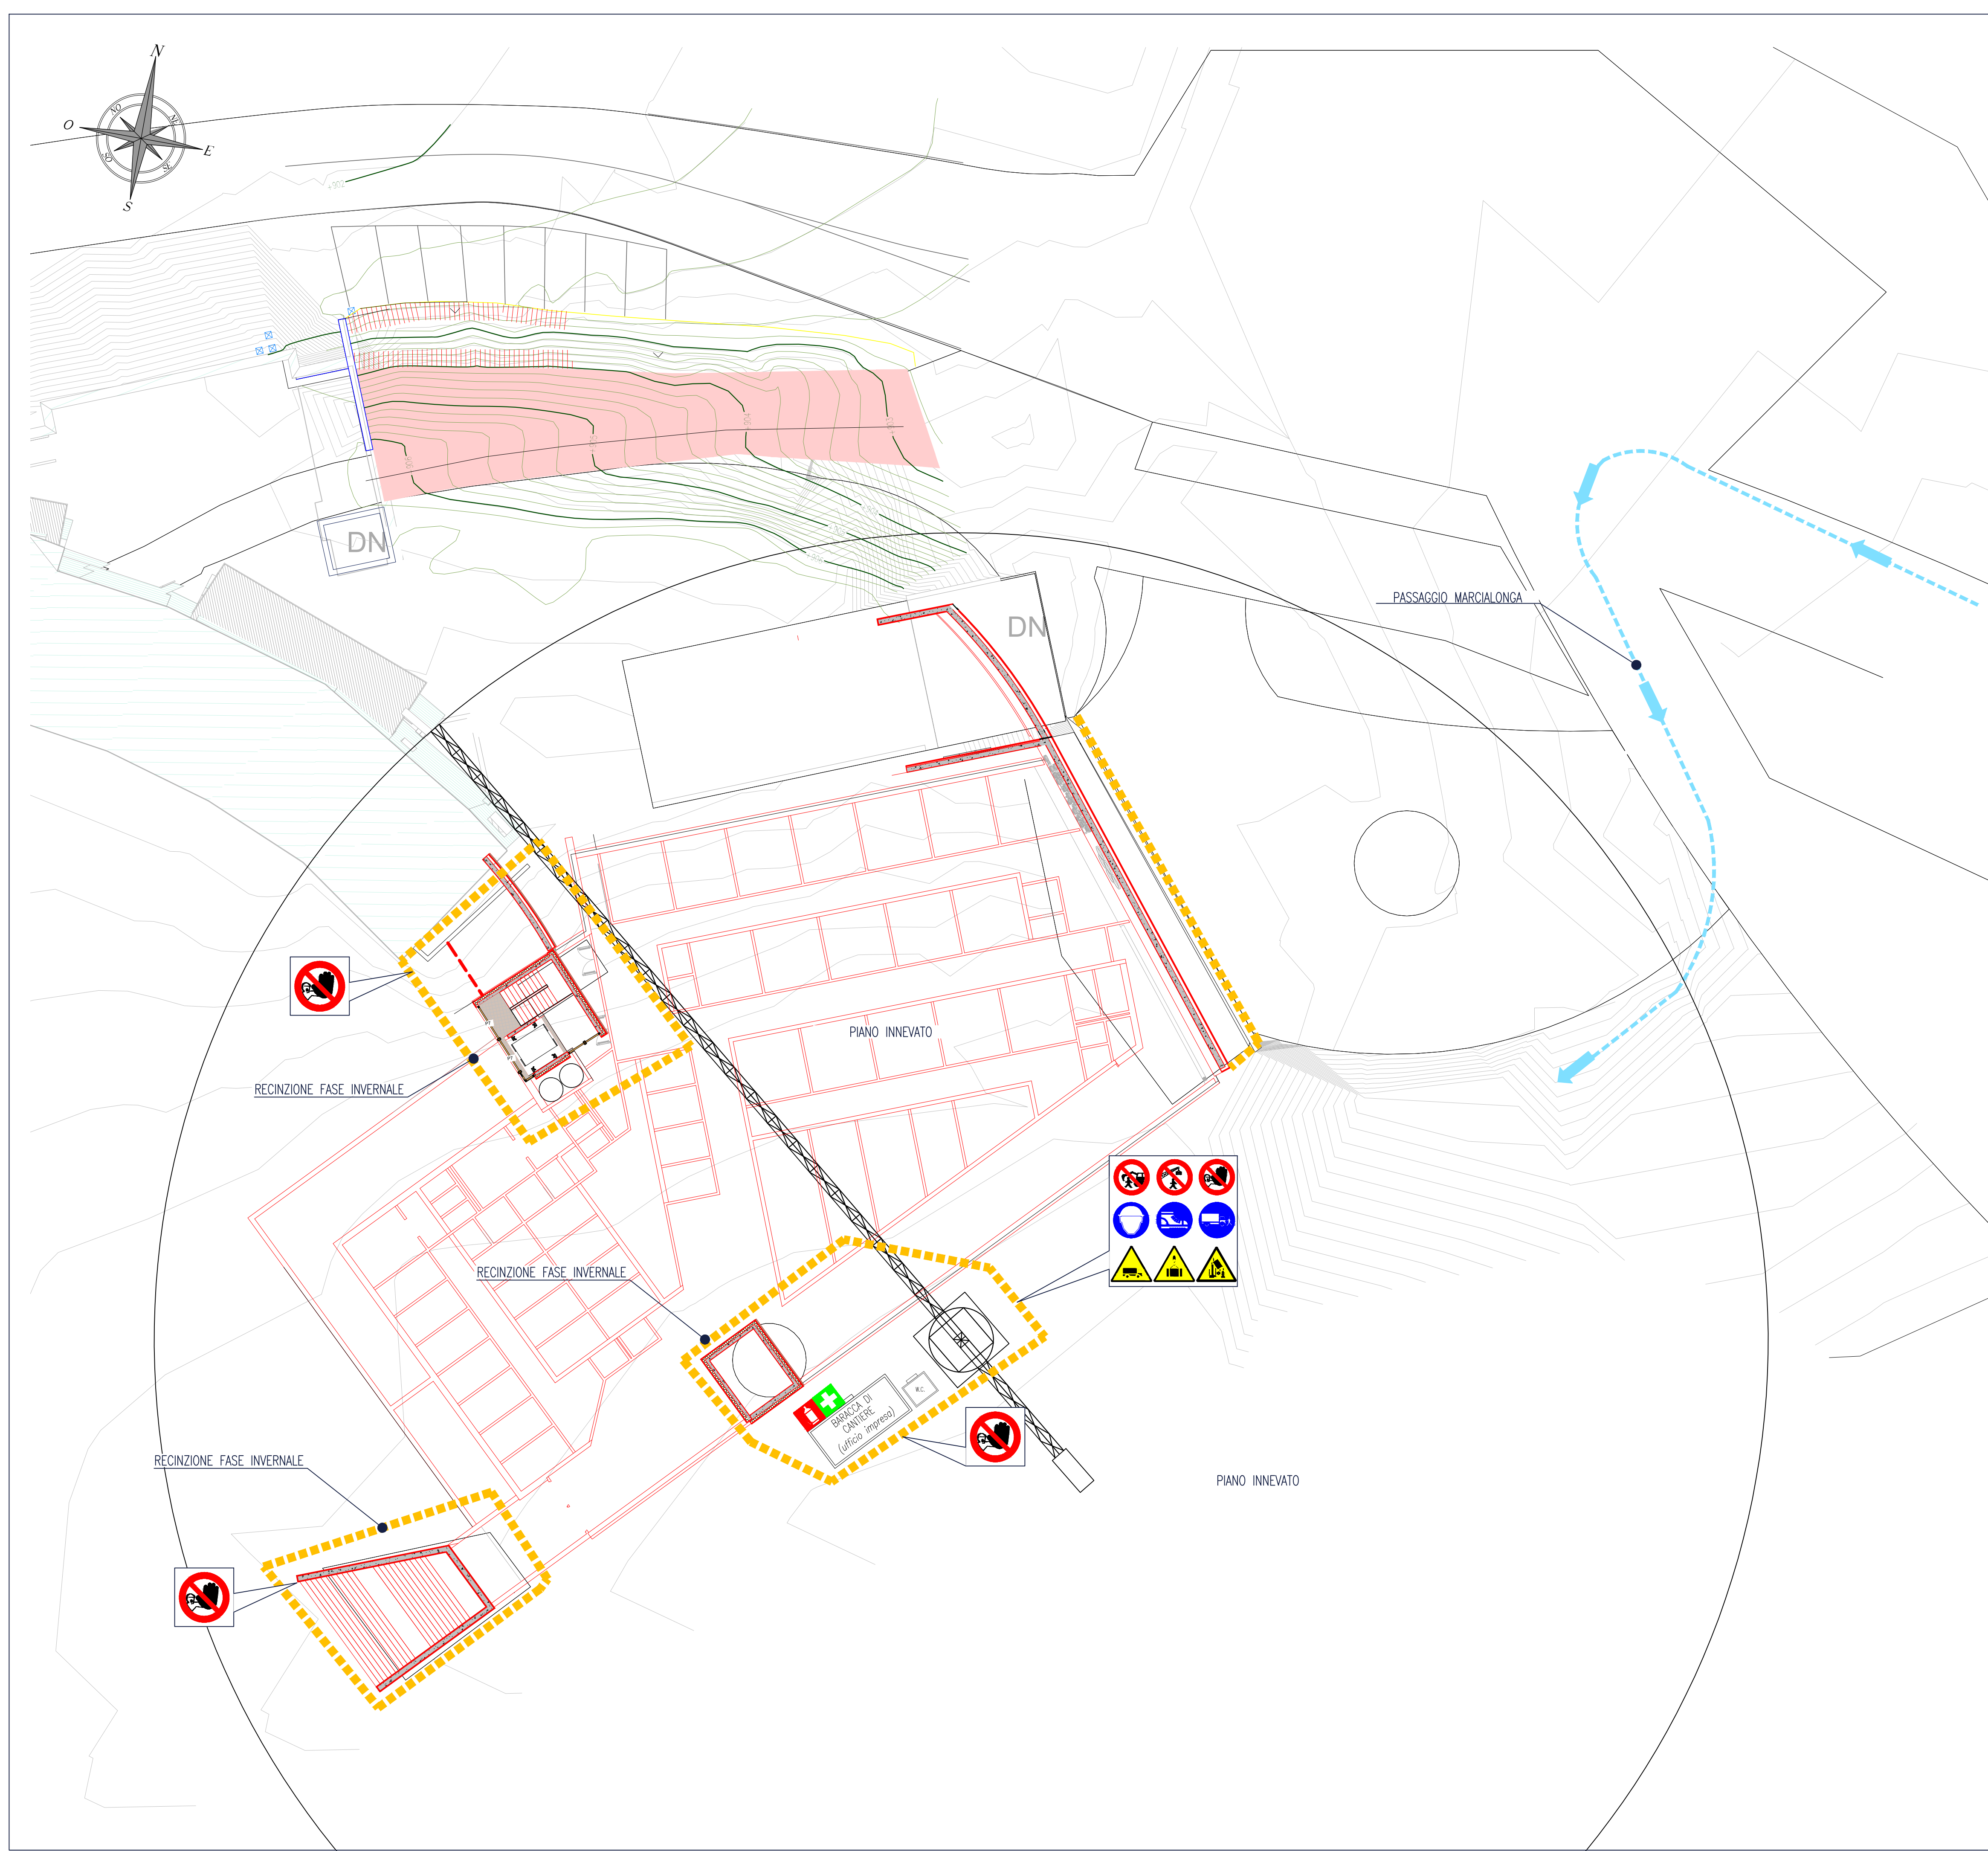 N
NO
NE
O
E
SO
SE
S
DN
PASSAGGIO MARCIALONGA
DN
PIANO INNEVATO
RECINZIONE FASE INVERNALE
RECINZIONE FASE INVERNALE
W.C.
BARACCA DI
CANTIERE
(ufficio impresa)
RECINZIONE FASE INVERNALE
PIANO INNEVATO